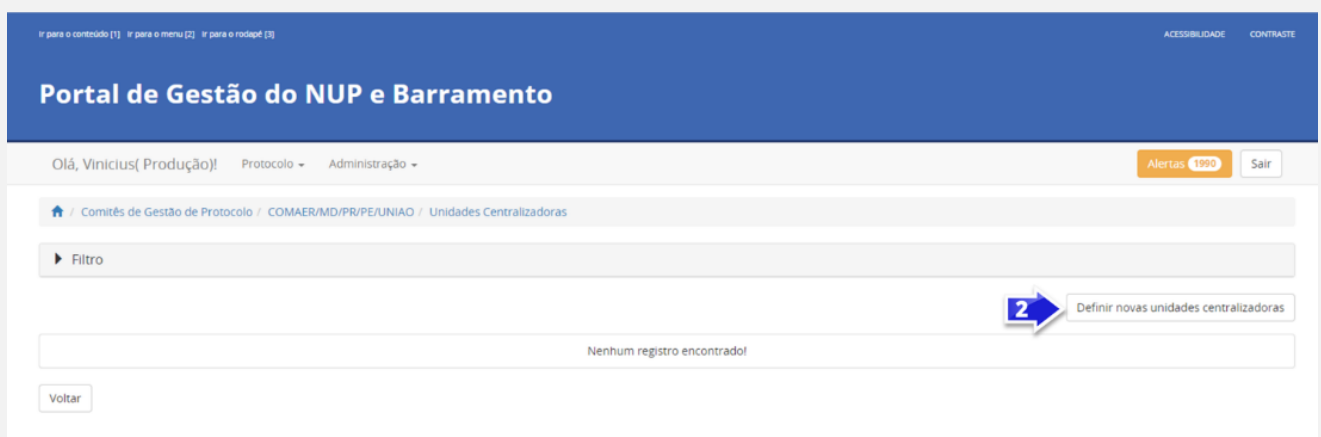 Ir para o conteúdo [1] Ir para o menu [2] Ir para o rodapé [3] ACESSIBILIDADE CONTRASTE
Portal de Gestão do NUP e Barramento
Olá, Vinicius( Produção)! Protocolo Administração Alertas 1990 Sair
/ Comitês de Gestão de Protocolo / COMAER/MD/PR/PE/UNIAO / Unidades Centralizadoras
Filtro
2 Definir novas unidades centralizadoras
Nenhum registro encontrado!
Voltar